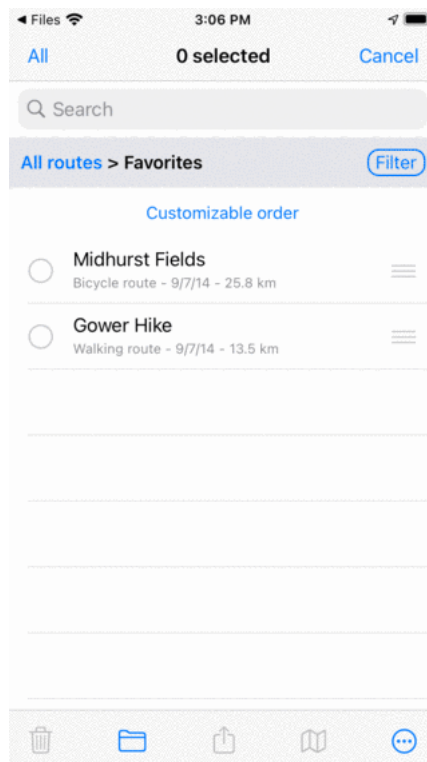 ◀ Files 3:06 PM
All 0 selected Cancel
Search
All routes > Favorites Filter
Customizable order
Midhurst Fields
Bicycle route - 9/7/14 - 25.8 km
Gower Hike
Walking route - 9/7/14 - 13.5 km